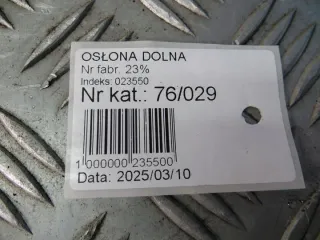 OSŁONA DOLNA
Nr fabr. 23%
Indeks: 023550
Nr kat.: 76/029
1 000000 235500
Data: 2025/03/10